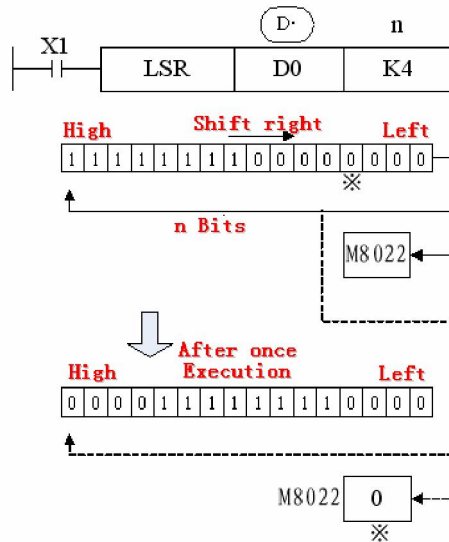 D· n
X1
LSR D0 K4
High Shift right Left
1 1 1 1 1 1 1 1 0 0 0 0 0 0 0 0
※
n Bits
M8022
After once
High Execution Left
0 0 0 0 1 1 1 1 1 1 1 1 0 0 0 0
M8022 0
※